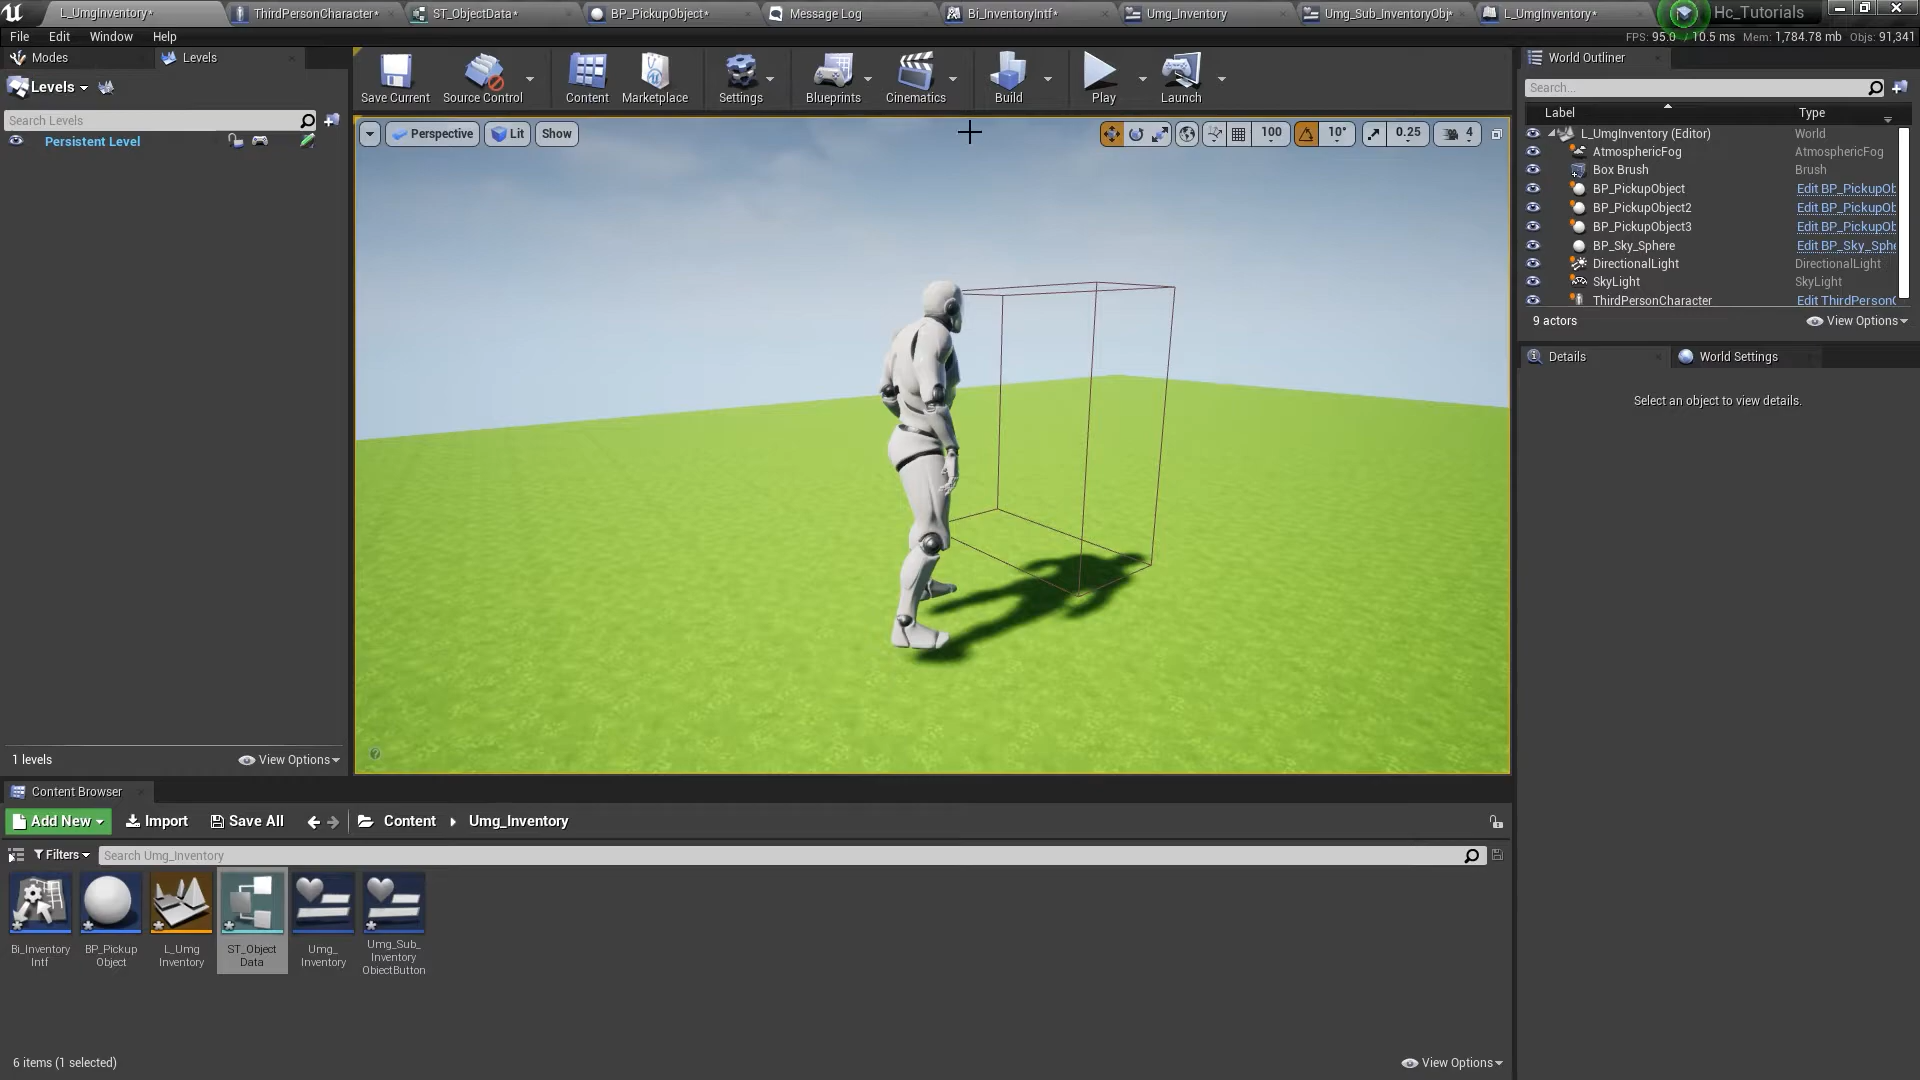 L_UmgInventory*
ThirdPersonCharacter*
ST_ObjectData*
BP_PickupObject*
Message Log
Bi_InventoryIntf*
Umg_Inventory
Umg_Sub_InventoryObj*
L_UmgInventory*
Hc_Tutorials
File Edit Window Help
FPS: 95.0 / 10.5 ms Mem: 1,784.78 mb Objs: 91,341
Modes
Levels
Levels
Search Levels
Persistent Level
1 levels
View Options
Save Current
Source Control
Content
Marketplace
Settings
Blueprints
Cinematics
Build
Play
Launch
Perspective
Lit
Show
100
10°
0.25
4
World Outliner
Search...
Label Type
L_UmgInventory (Editor) World
AtmosphericFog AtmosphericFog
Box Brush Brush
BP_PickupObject Edit BP_PickupOb
BP_PickupObject2 Edit BP_PickupOb
BP_PickupObject3 Edit BP_PickupOb
BP_Sky_Sphere Edit BP_Sky_Sphe
DirectionalLight DirectionalLight
SkyLight SkyLight
ThirdPersonCharacter Edit ThirdPersonC
9 actors
View Options
Details
World Settings
Select an object to view details.
Content Browser
Add New
Import
Save All
Content
Umg_Inventory
Filters
Search Umg_Inventory
Bi_Inventory
Intf
BP_Pickup
Object
L_Umg
Inventory
ST_Object
Data
Umg_
Inventory
Umg_Sub_
Inventory
ObjectButton
6 items (1 selected)
View Options